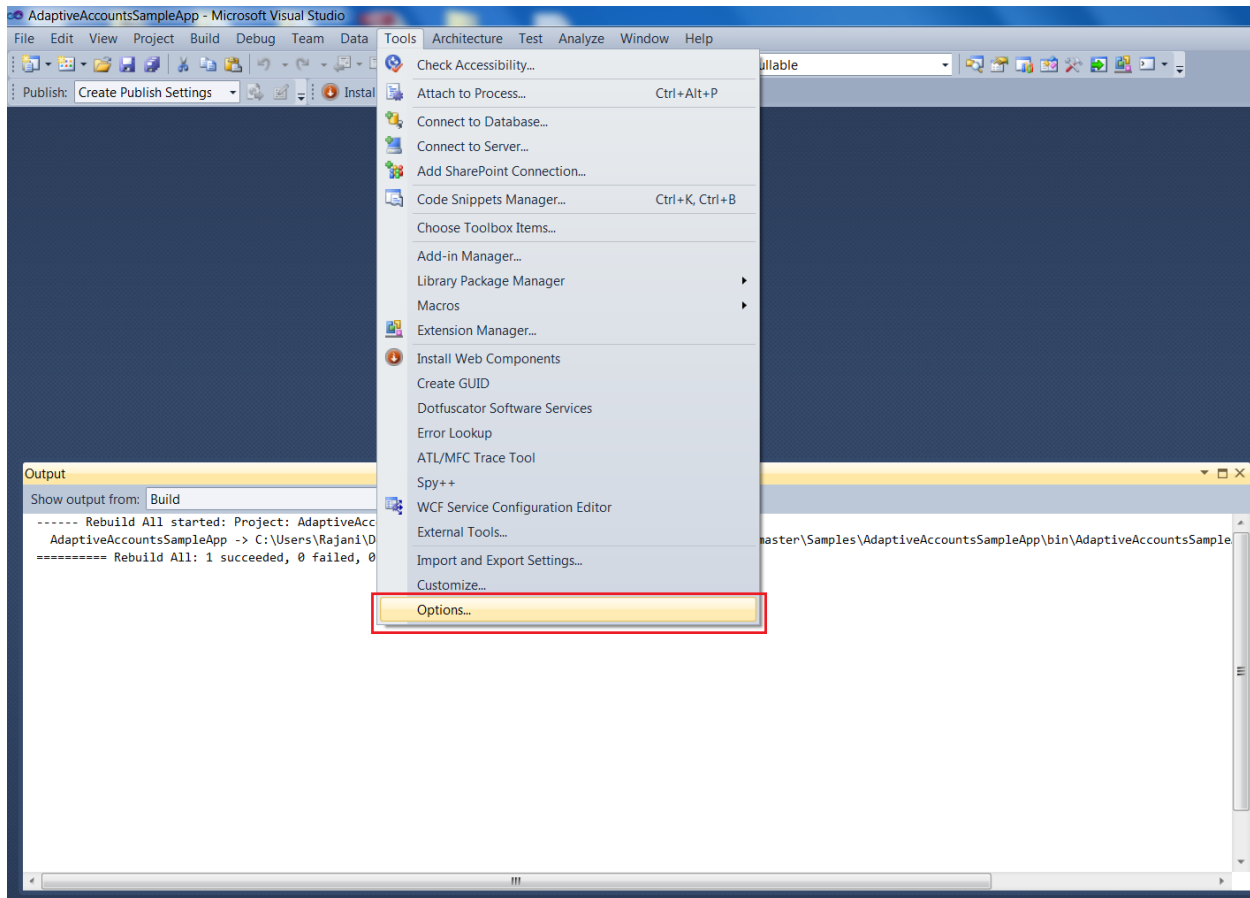 AdaptiveAccountsSampleApp - Microsoft Visual Studio
File Edit View Project Build Debug Team Data Tools Architecture Test Analyze Window Help
Publish: Create Publish Settings Instal
Check Accessibility...
Attach to Process... Ctrl+Alt+P
Connect to Database...
Connect to Server...
Add SharePoint Connection...
Code Snippets Manager... Ctrl+K, Ctrl+B
Choose Toolbox Items...
Add-in Manager...
Library Package Manager
Macros
Extension Manager...
Install Web Components
Create GUID
Dotfuscator Software Services
Error Lookup
ATL/MFC Trace Tool
Spy++
WCF Service Configuration Editor
External Tools...
Import and Export Settings...
Customize...
Options...
Output
Show output from: Build
------ Rebuild All started: Project: AdaptiveAcc
AdaptiveAccountsSampleApp -> C:\Users\Rajani\D master\Samples\AdaptiveAccountsSampleApp\bin\AdaptiveAccountsSample
========== Rebuild All: 1 succeeded, 0 failed, 0